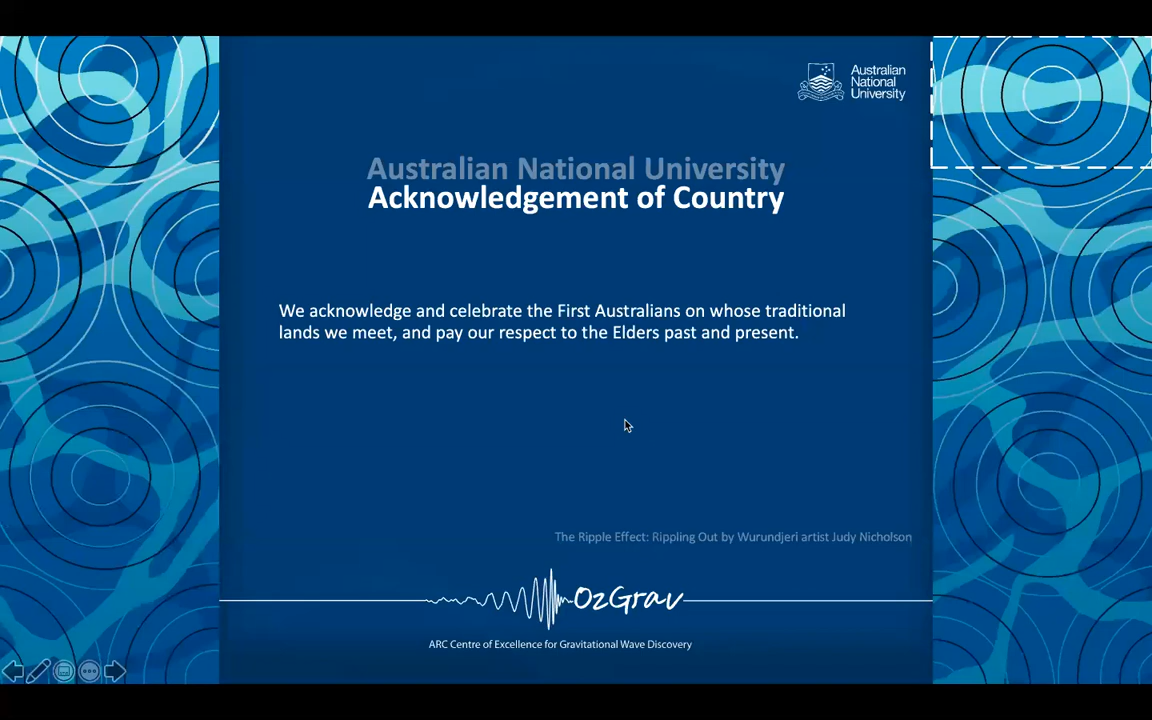 Australian
National
University
Australian National University
Acknowledgement of Country
We acknowledge and celebrate the First Australians on whose traditional
lands we meet, and pay our respect to the Elders past and present.
The Ripple Effect: Rippling Out by Wurundjeri artist Judy Nicholson
OzGrav
ARC Centre of Excellence for Gravitational Wave Discovery